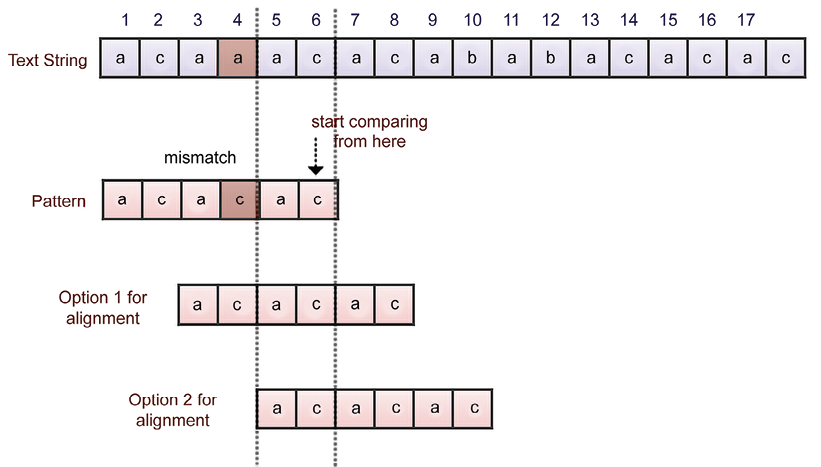 1 2 3 4 5 6 7 8 9 10 11 12 13 14 15 16 17
Text String a c a a a c a c a b a b a c a c a c
start comparing
from here
mismatch
Pattern a c a c a c
Option 1 for
alignment
a c a c a c
Option 2 for
alignment
a c a c a c